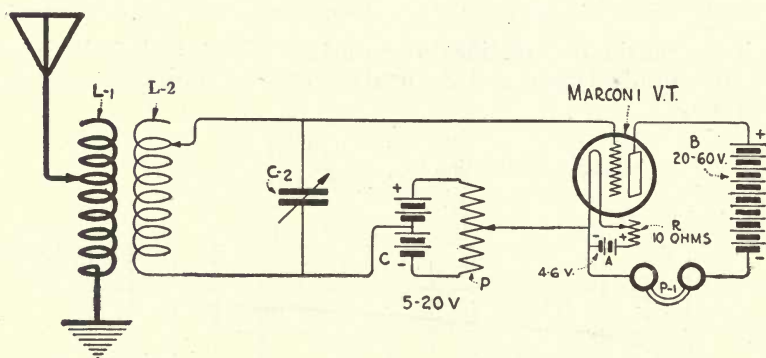 L-1
L-2
MARCONI V.T.
B
20-60 V.
+
C-2
+
C
-
P
5-20 V
R
10 OHMS
-
+
A
4-6 V.
P-1
-